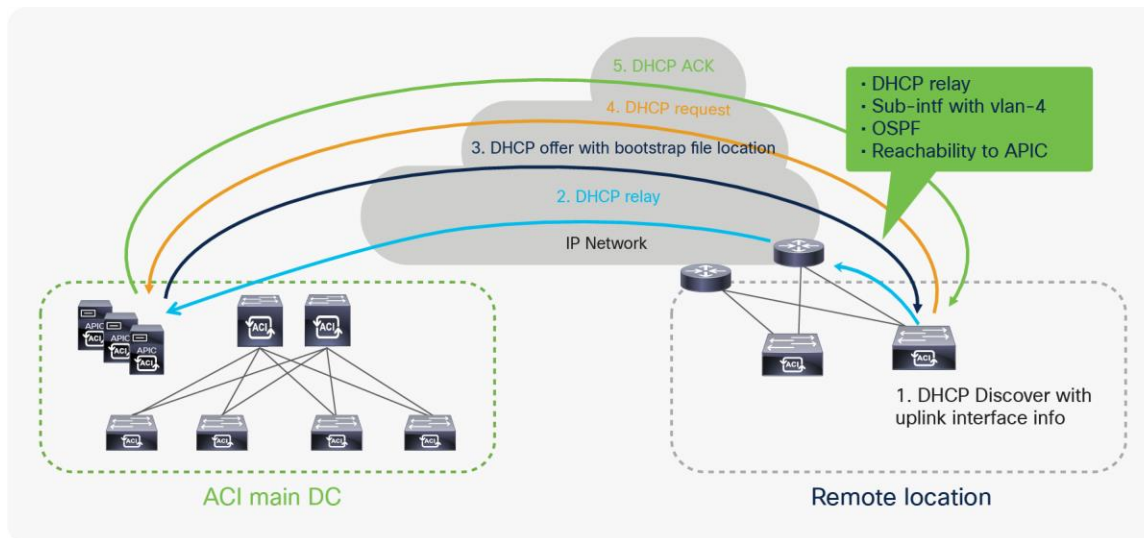 5. DHCP ACK
4. DHCP request
3. DHCP offer with bootstrap file location
2. DHCP relay
IP Network
• DHCP relay
• Sub-intf with vlan-4
• OSPF
• Reachability to APIC
APIC
ACI
APIC
ACI
APIC
ACI
ACI
ACI
ACI
ACI
ACI
ACI
ACI
ACI
1. DHCP Discover with
uplink interface info
ACI main DC
Remote location